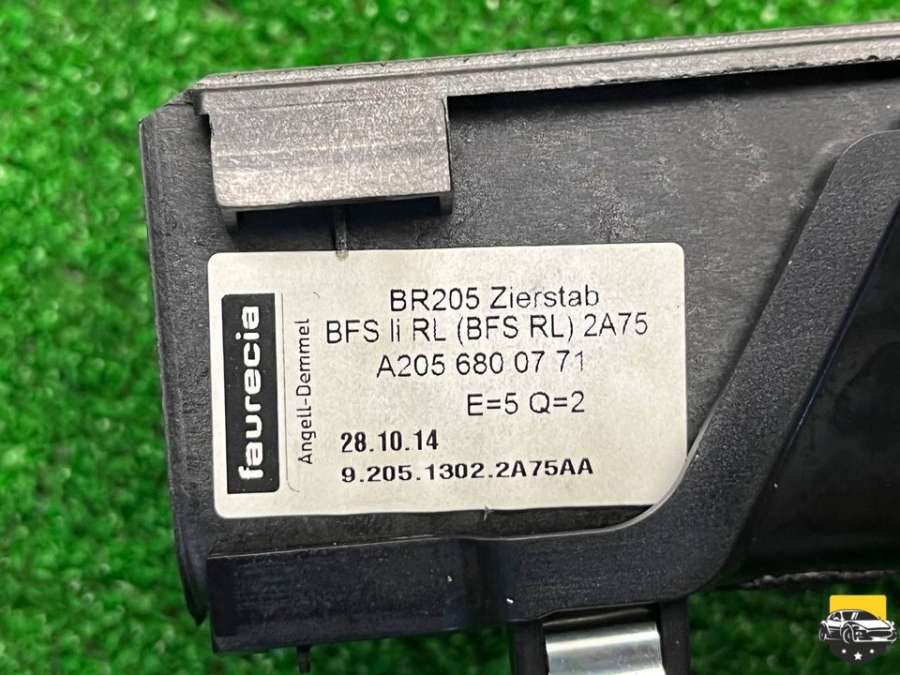 BR205 Zierstab
BFS li RL (BFS RL) 2A75
A205 680 07 71
E=5 Q=2
28.10.14
9.205.1302.2A75AA
faurecia
Angell-Demmel